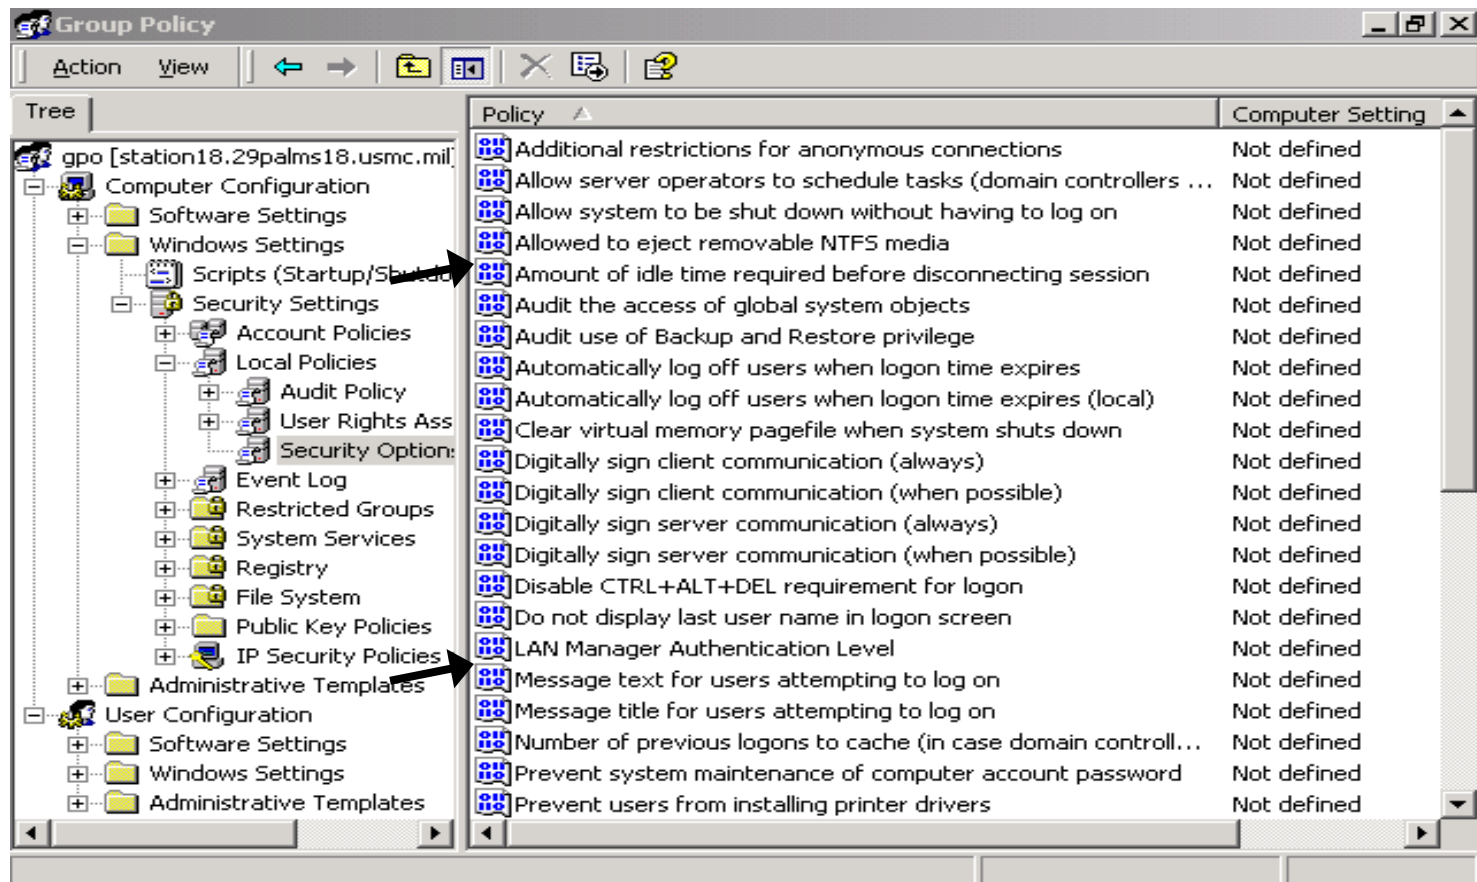 Group Policy
Action View
Tree
gpo [station18.29palms18.usmc.mil]
Computer Configuration
Software Settings
Windows Settings
Scripts (Startup/Shutdo
Security Settings
Account Policies
Local Policies
Audit Policy
User Rights Ass
Security Option
Event Log
Restricted Groups
System Services
Registry
File System
Public Key Policies
IP Security Policies
Administrative Templates
User Configuration
Software Settings
Windows Settings
Administrative Templates
Policy Computer Setting
Additional restrictions for anonymous connections Not defined
Allow server operators to schedule tasks (domain controllers ... Not defined
Allow system to be shut down without having to log on Not defined
Allowed to eject removable NTFS media Not defined
Amount of idle time required before disconnecting session Not defined
Audit the access of global system objects Not defined
Audit use of Backup and Restore privilege Not defined
Automatically log off users when logon time expires Not defined
Automatically log off users when logon time expires (local) Not defined
Clear virtual memory pagefile when system shuts down Not defined
Digitally sign client communication (always) Not defined
Digitally sign client communication (when possible) Not defined
Digitally sign server communication (always) Not defined
Digitally sign server communication (when possible) Not defined
Disable CTRL+ALT+DEL requirement for logon Not defined
Do not display last user name in logon screen Not defined
LAN Manager Authentication Level Not defined
Message text for users attempting to log on Not defined
Message title for users attempting to log on Not defined
Number of previous logons to cache (in case domain controll... Not defined
Prevent system maintenance of computer account password Not defined
Prevent users from installing printer drivers Not defined